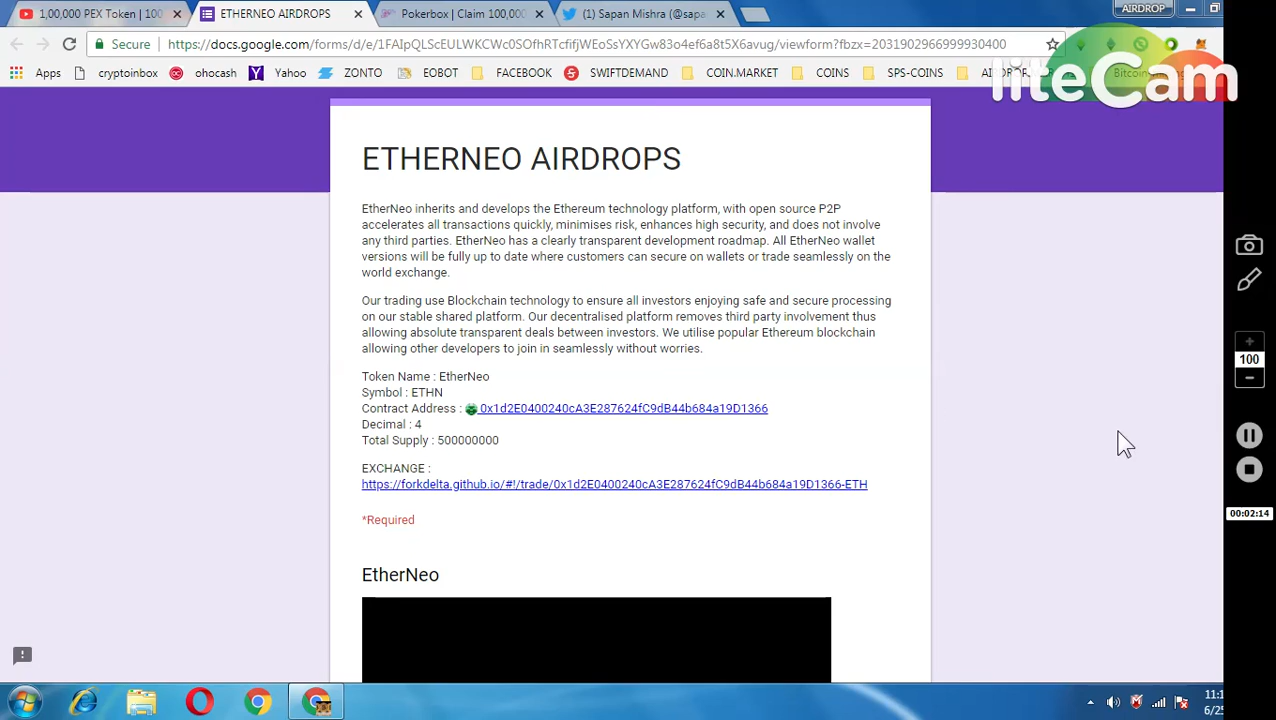 1,00,000 PEX Token | 100
ETHERNEO AIRDROPS
Pokerbox | Claim 100,000
(1) Sapan Mishra (@sapa
AIRDROP
Secure
https://docs.google.com/forms/d/e/1FAIpQLScEULWKCWc0SOfhRTcfifjWEoSsYXYGw83o4ef6a8t5X6avug/viewform?fbzx=2031902966999930400
Apps
cryptoinbox
ohocash
Yahoo
ZONTO
EOBOT
FACEBOOK
SWIFTDEMAND
COIN.MARKET
COINS
SPS-COINS
liteCam
ETHERNEO AIRDROPS
EtherNeo inherits and develops the Ethereum technology platform, with open source P2P
accelerates all transactions quickly, minimises risk, enhances high security, and does not involve
any third parties. EtherNeo has a clearly transparent development roadmap. All EtherNeo wallet
versions will be fully up to date where customers can secure on wallets or trade seamlessly on the
world exchange.
Our trading use Blockchain technology to ensure all investors enjoying safe and secure processing
on our stable shared platform. Our decentralised platform removes third party involvement thus
allowing absolute transparent deals between investors. We utilise popular Ethereum blockchain
allowing other developers to join in seamlessly without worries.
Token Name : EtherNeo
Symbol : ETHN
Contract Address : 0x1d2E0400240cA3E287624fC9dB44b684a19D1366
Decimal : 4
Total Supply : 500000000
EXCHANGE :
https://forkdelta.github.io/#!/trade/0x1d2E0400240cA3E287624fC9dB44b684a19D1366-ETH
*Required
EtherNeo
100
00:02:14
11:1
6/25